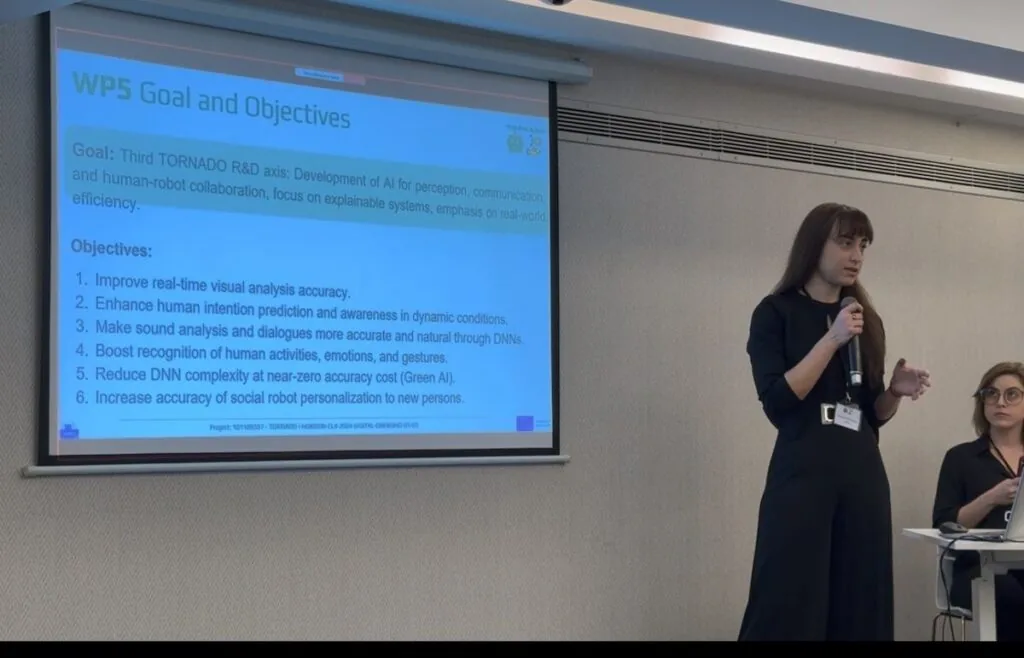 WP5 Goal and Objectives
Goal: Third TORNADO R&D axis: Development of AI for perception, communication,
and human-robot collaboration, focus on explainable systems, emphasis on real-world
efficiency.
Objectives:
1. Improve real-time visual analysis accuracy.
2. Enhance human intention prediction and awareness in dynamic conditions.
3. Make sound analysis and dialogues more accurate and natural through DNNs.
4. Boost recognition of human activities, emotions, and gestures.
5. Reduce DNN complexity at near-zero accuracy cost (Green AI).
6. Increase accuracy of social robot personalization to new persons.